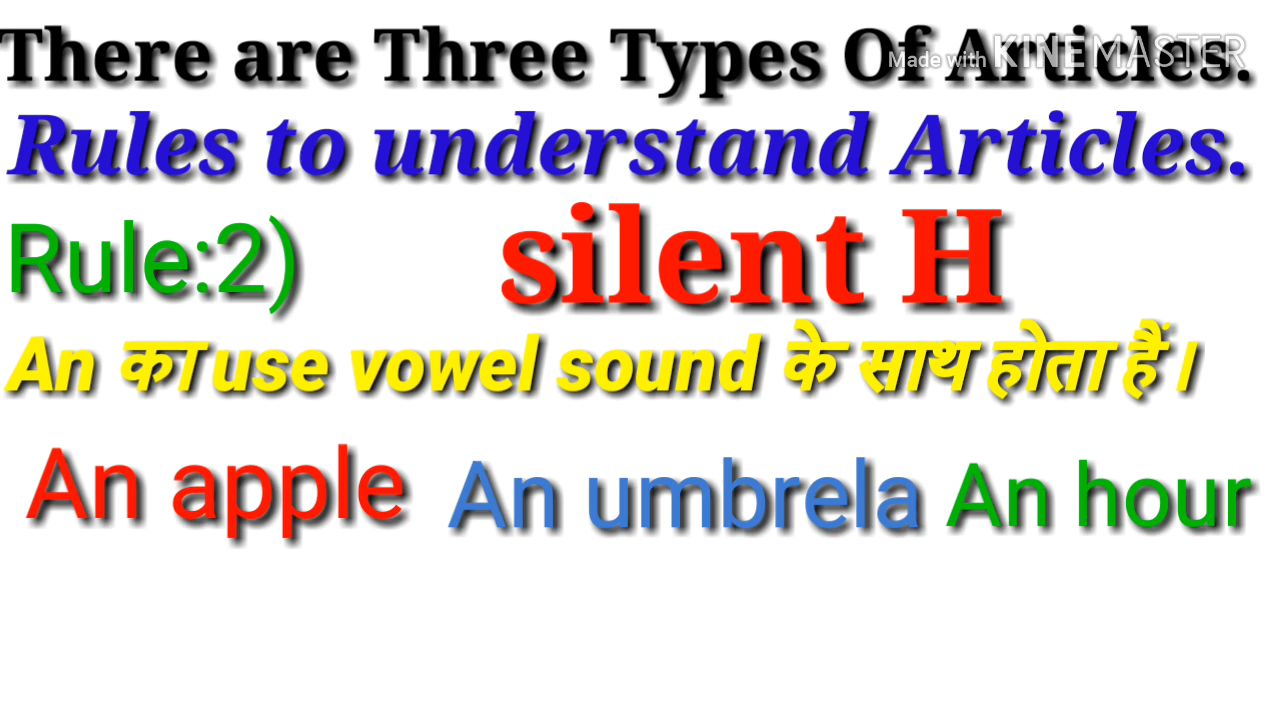 There are Three Types Of Articles.
Made with KINEMASTER
Rules to understand Articles.
Rule:2) silent H
An का use vowel sound के साथ होता हैं।
An apple An umbrela An hour